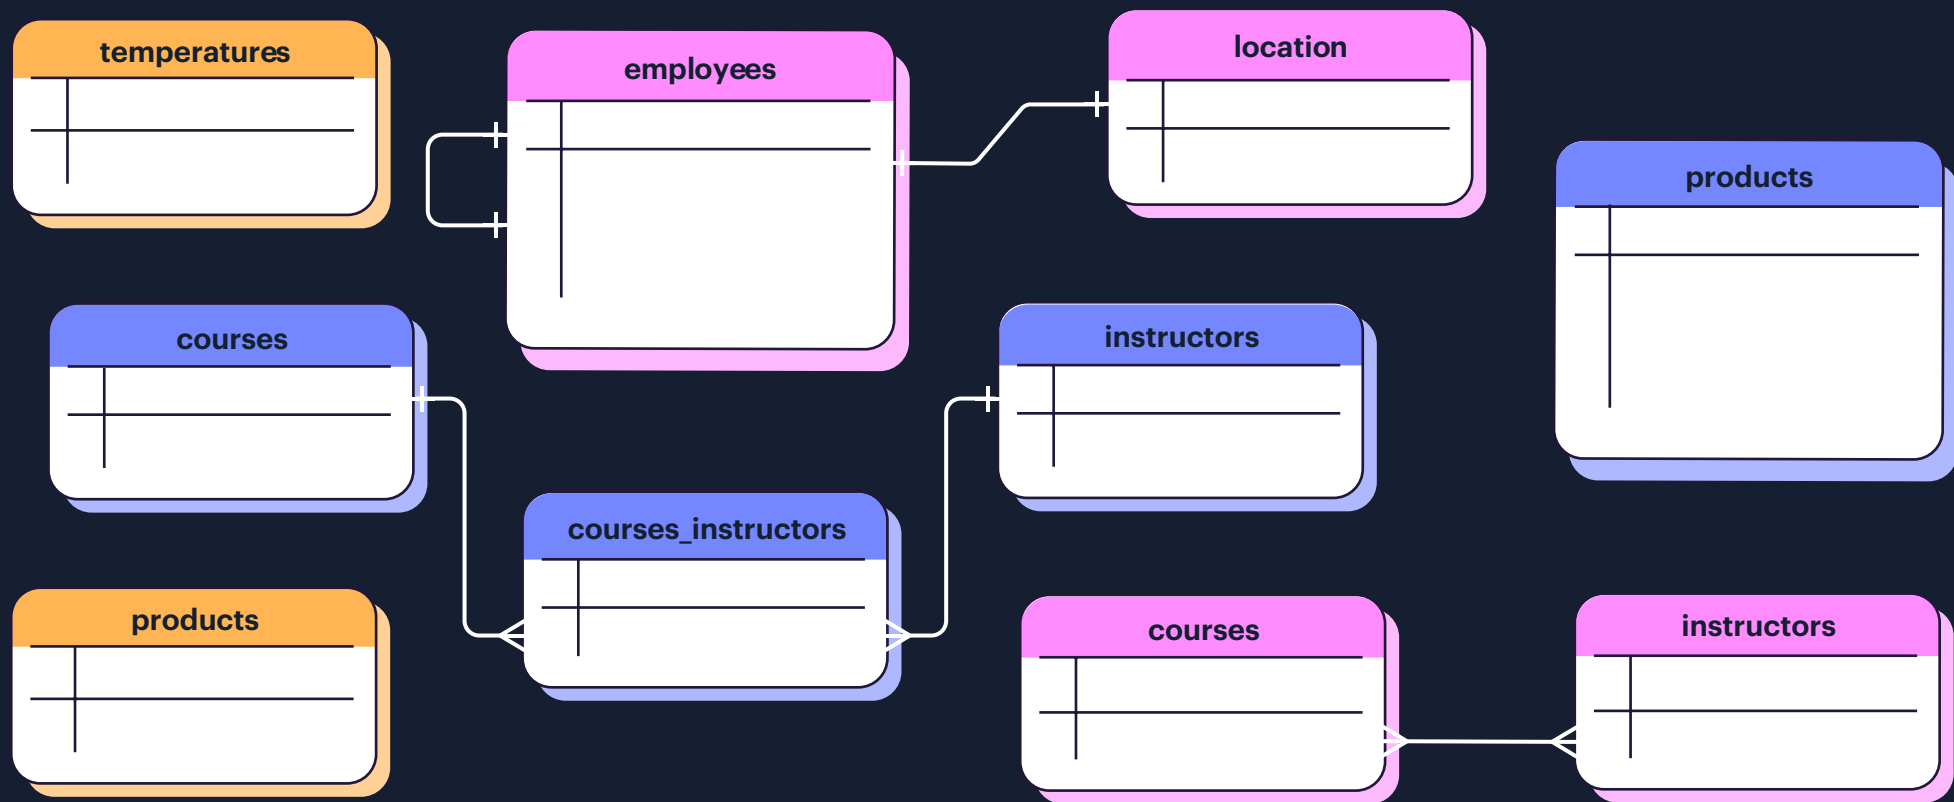 temperatures
employees
location
products
courses
instructors
courses_instructors
products
courses
instructors